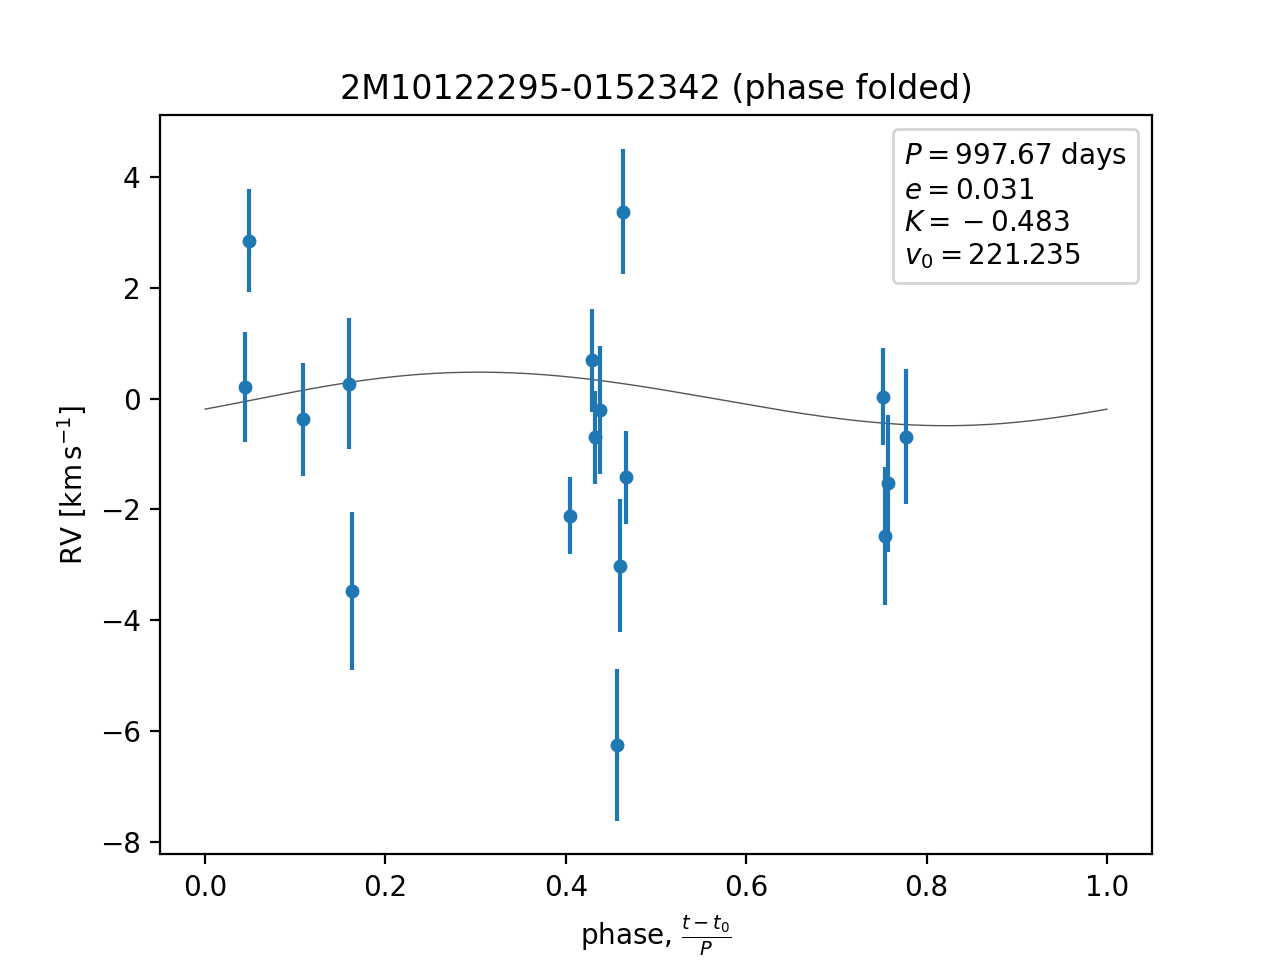 2M10122295-0152342 (phase folded)
P = 997.67 days
e = 0.031
K = −0.483
v₀ = 221.235
4
2
0
−2
−4
−6
−8
RV [km s⁻¹]
0.0 0.2 0.4 0.6 0.8 1.0
phase, (t − t₀)/P